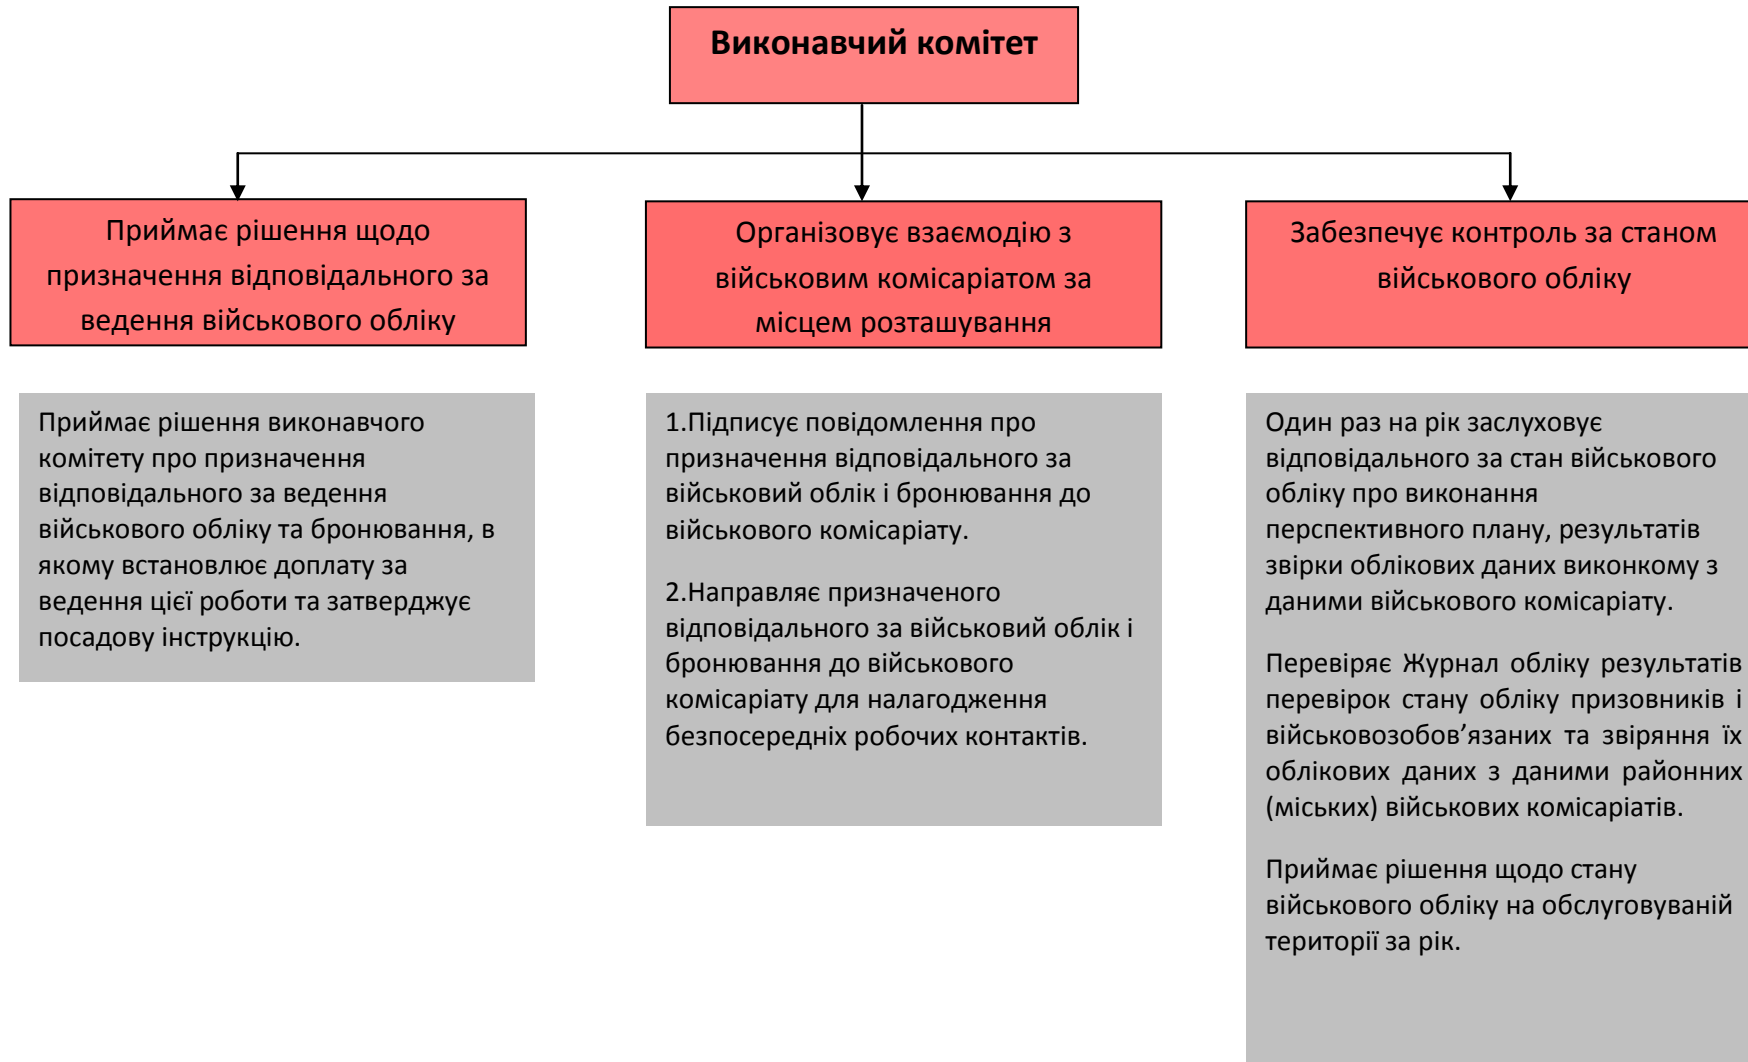 Виконавчий комітет
Приймає рішення щодо
призначення відповідального за
ведення військового обліку
Організовує взаємодію з
військовим комісаріатом за
місцем розташування
Забезпечує контроль за станом
військового обліку
Приймає рішення виконавчого
комітету про призначення
відповідального за ведення
військового обліку та бронювання, в
якому встановлює доплату за
ведення цієї роботи та затверджує
посадову інструкцію.
1.Підписує повідомлення про
призначення відповідального за
військовий облік і бронювання до
військового комісаріату.
2.Направляє призначеного
відповідального за військовий облік і
бронювання до військового
комісаріату для налагодження
безпосередніх робочих контактів.
Один раз на рік заслуховує
відповідального за стан військового
обліку про виконання
перспективного плану, результатів
звірки облікових даних виконкому з
даними військового комісаріату.
Перевіряє Журнал обліку результатів
перевірок стану обліку призовників і
військовозобов’язаних та звіряння їх
облікових даних з даними районних
(міських) військових комісаріатів.
Приймає рішення щодо стану
військового обліку на обслуговуваній
території за рік.